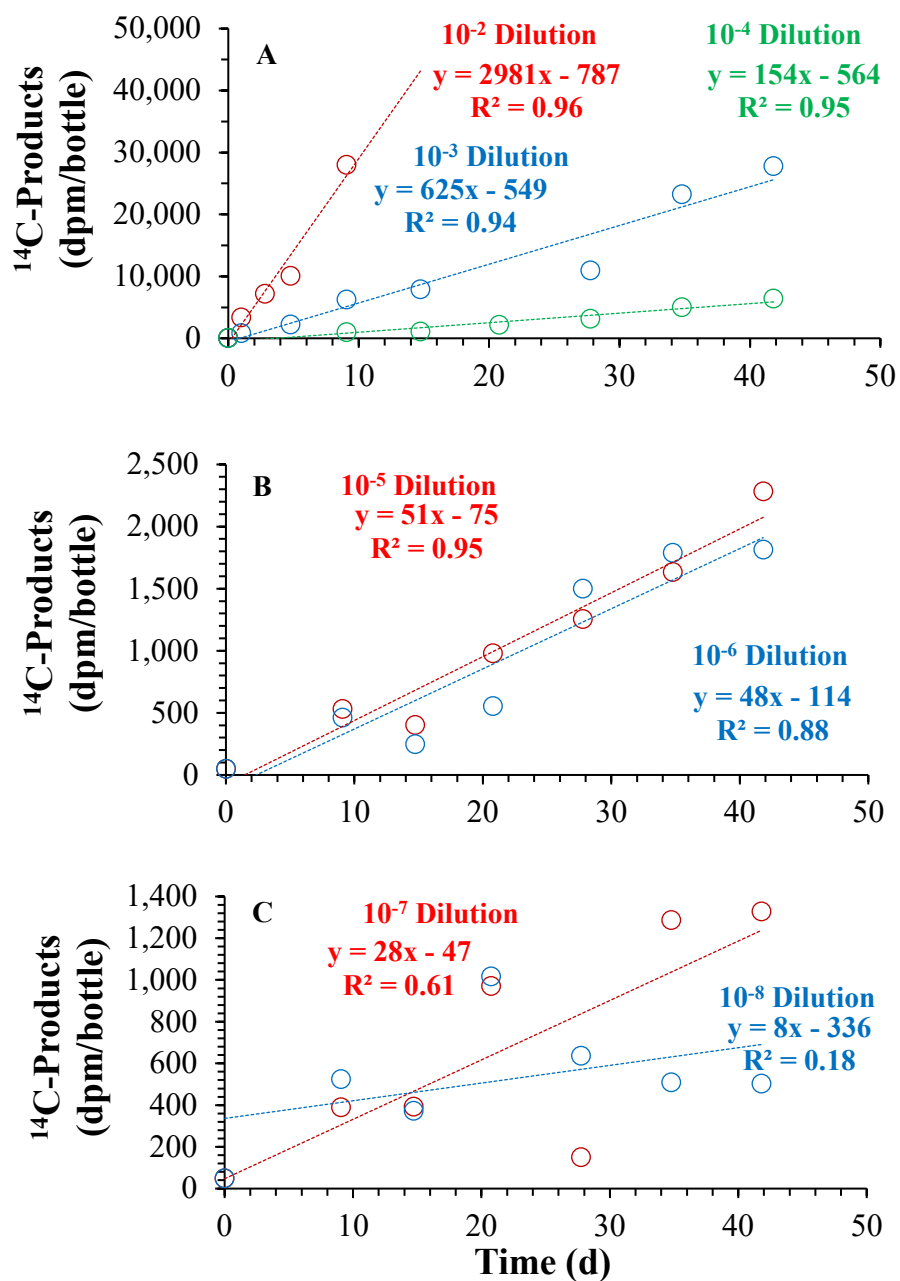 A
10⁻² Dilution
y = 2981x - 787
R² = 0.96
10⁻⁴ Dilution
y = 154x - 564
R² = 0.95
10⁻³ Dilution
y = 625x - 549
R² = 0.94
¹⁴C-Products
(dpm/bottle)
50,000
40,000
30,000
20,000
10,000
0
0 10 20 30 40 50
B
10⁻⁵ Dilution
y = 51x - 75
R² = 0.95
10⁻⁶ Dilution
y = 48x - 114
R² = 0.88
¹⁴C-Products
(dpm/bottle)
2,500
2,000
1,500
1,000
500
0
0 10 20 30 40 50
C
10⁻⁷ Dilution
y = 28x - 47
R² = 0.61
10⁻⁸ Dilution
y = 8x - 336
R² = 0.18
¹⁴C-Products
(dpm/bottle)
1,400
1,200
1,000
800
600
400
200
0
0 10 20 30 40 50
Time (d)